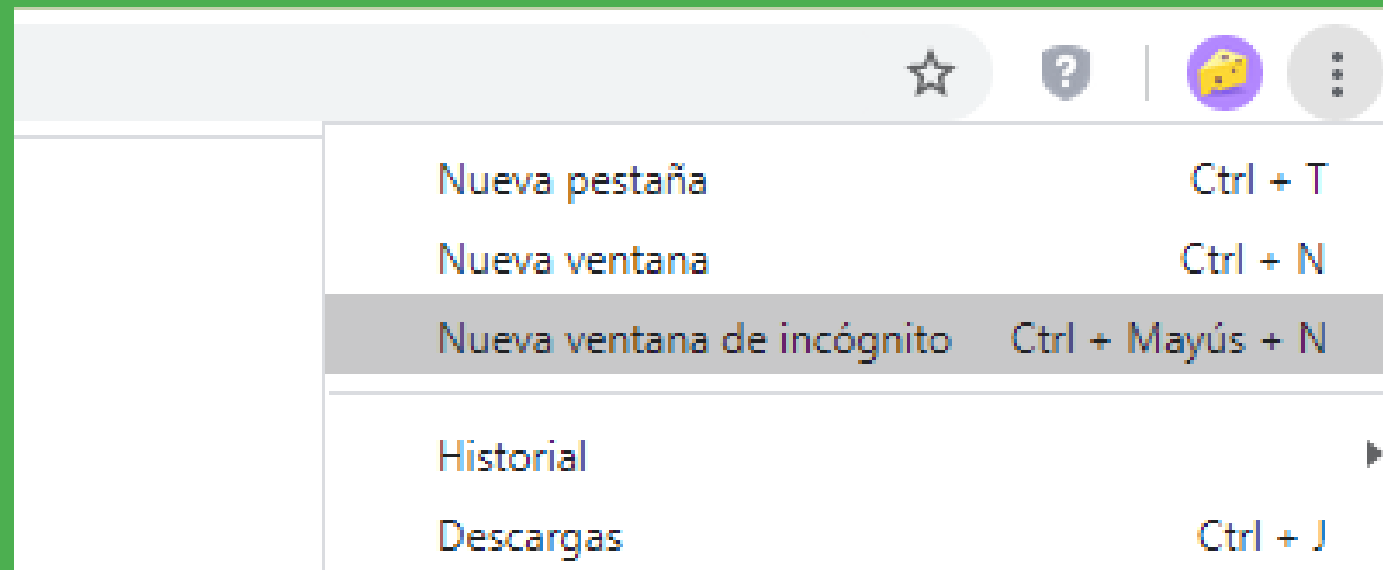 Nueva pestaña Ctrl + T
Nueva ventana Ctrl + N
Nueva ventana de incógnito Ctrl + Mayús + N
Historial
Descargas Ctrl + J